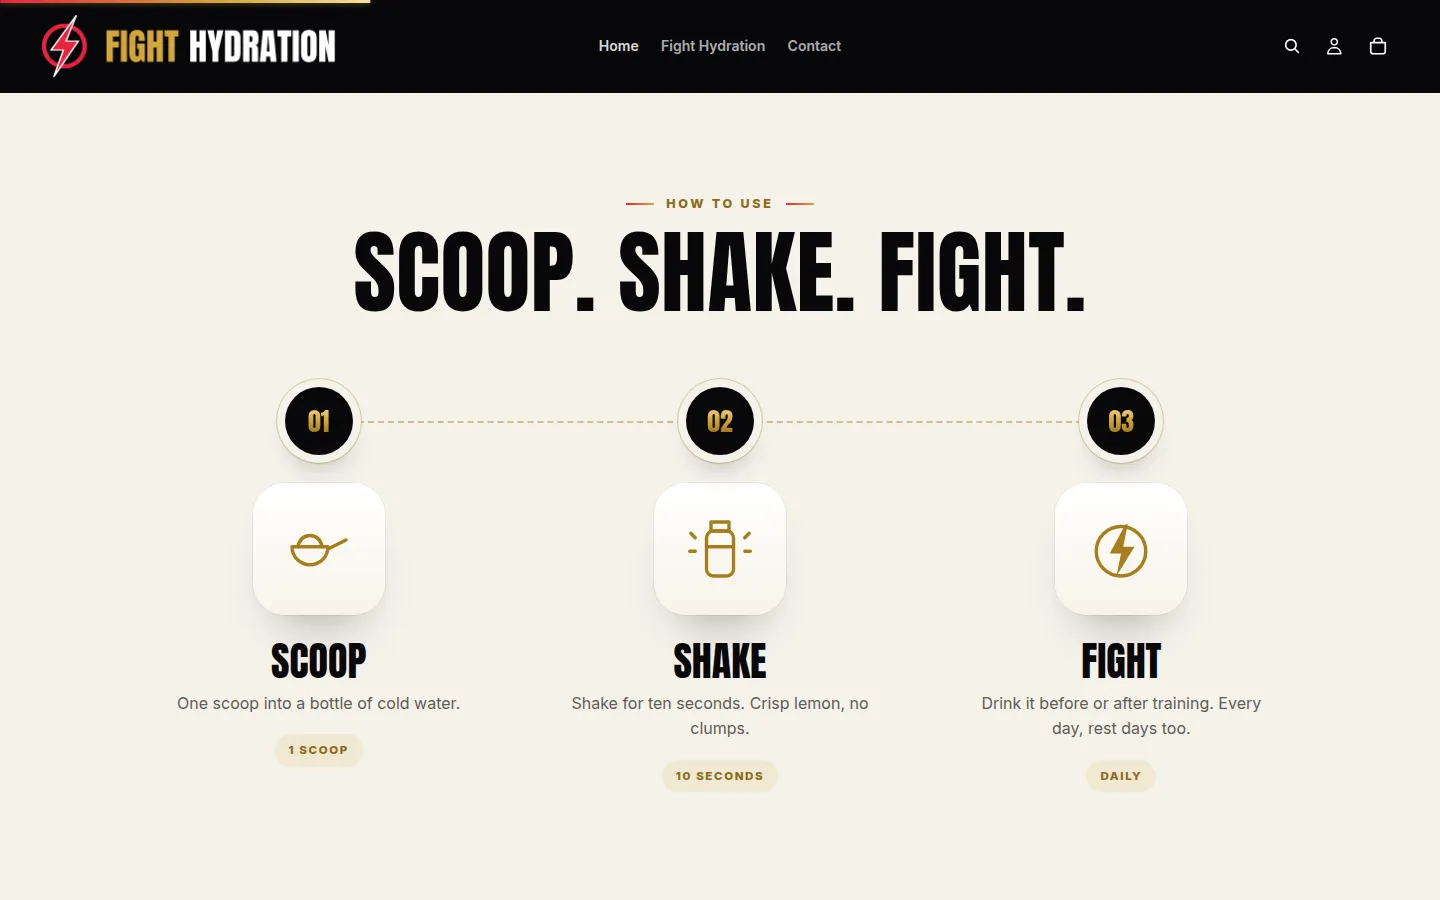 FIGHT HYDRATION
Home
Fight Hydration
Contact
HOW TO USE
SCOOP. SHAKE. FIGHT.
01
02
03
SCOOP
One scoop into a bottle of cold water.
1 SCOOP
SHAKE
Shake for ten seconds. Crisp lemon, no
clumps.
10 SECONDS
FIGHT
Drink it before or after training. Every
day, rest days too.
DAILY